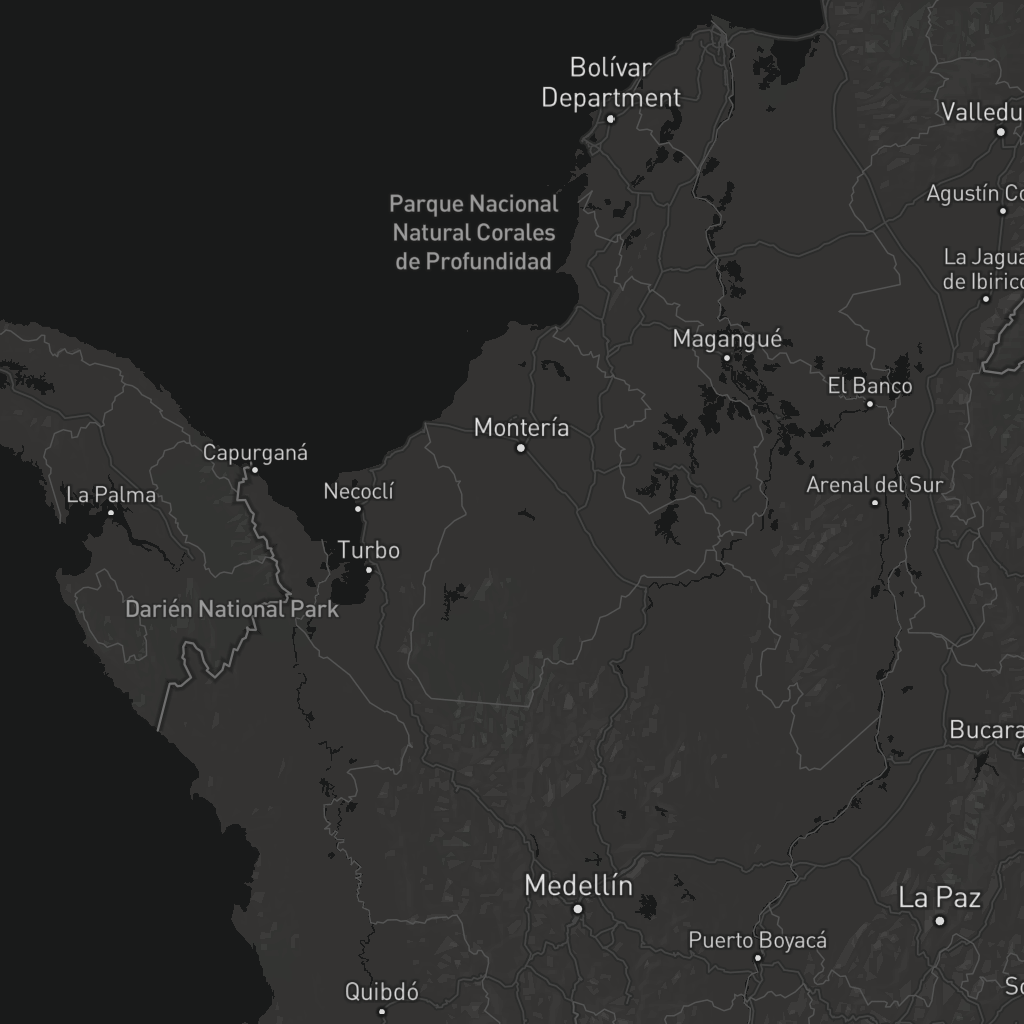 Bolívar
Department
Valledu
Agustín Co
Parque Nacional
Natural Corales
de Profundidad
La Jagua
de Ibirico
Magangué
El Banco
Montería
Capurganá
La Palma
Necoclí
Arenal del Sur
Turbo
Darién National Park
Bucara
Medellín
La Paz
Puerto Boyacá
Quibdó
So